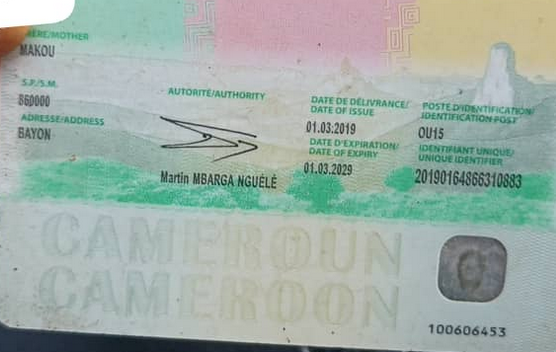 MÈRE/MOTHER
MAKOU
S.P./S.M.
860000
ADRESSE/ADDRESS
BAYON
AUTORITÉ/AUTHORITY
Martin MBARGA NGUÉLÉ
DATE DE DÉLIVRANCE/
DATE OF ISSUE
01.03.2019
DATE D'EXPIRATION/
DATE OF EXPIRY
01.03.2029
POSTE D'IDENTIFICATION/
IDENTIFICATION POST
OU15
IDENTIFIANT UNIQUE/
UNIQUE IDENTIFIER
20190164866310883
CAMEROUN
CAMEROON
100606453